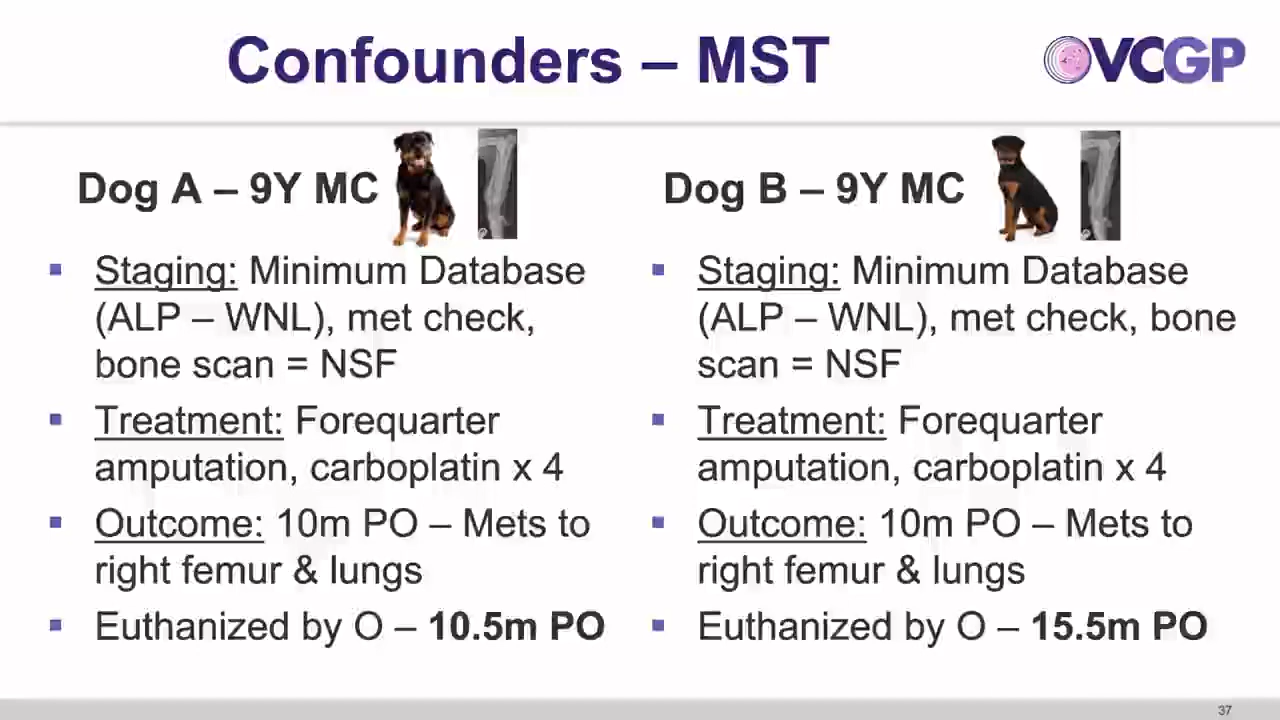 Confounders – MST
OVCGP
Dog A – 9Y MC
▪ Staging: Minimum Database
(ALP – WNL), met check,
bone scan = NSF
▪ Treatment: Forequarter
amputation, carboplatin x 4
▪ Outcome: 10m PO – Mets to
right femur & lungs
▪ Euthanized by O – 10.5m PO
Dog B – 9Y MC
▪ Staging: Minimum Database
(ALP – WNL), met check, bone
scan = NSF
▪ Treatment: Forequarter
amputation, carboplatin x 4
▪ Outcome: 10m PO – Mets to
right femur & lungs
▪ Euthanized by O – 15.5m PO
37